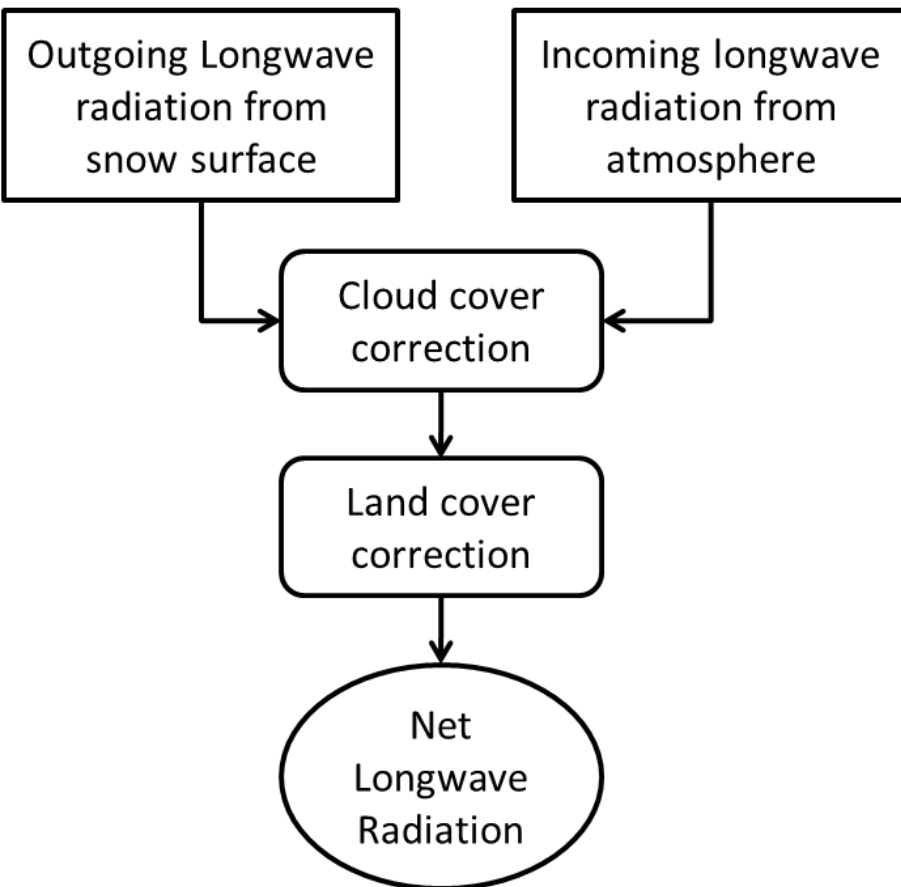 Outgoing Longwave
radiation from
snow surface
Incoming longwave
radiation from
atmosphere
Cloud cover
correction
Land cover
correction
Net
Longwave
Radiation